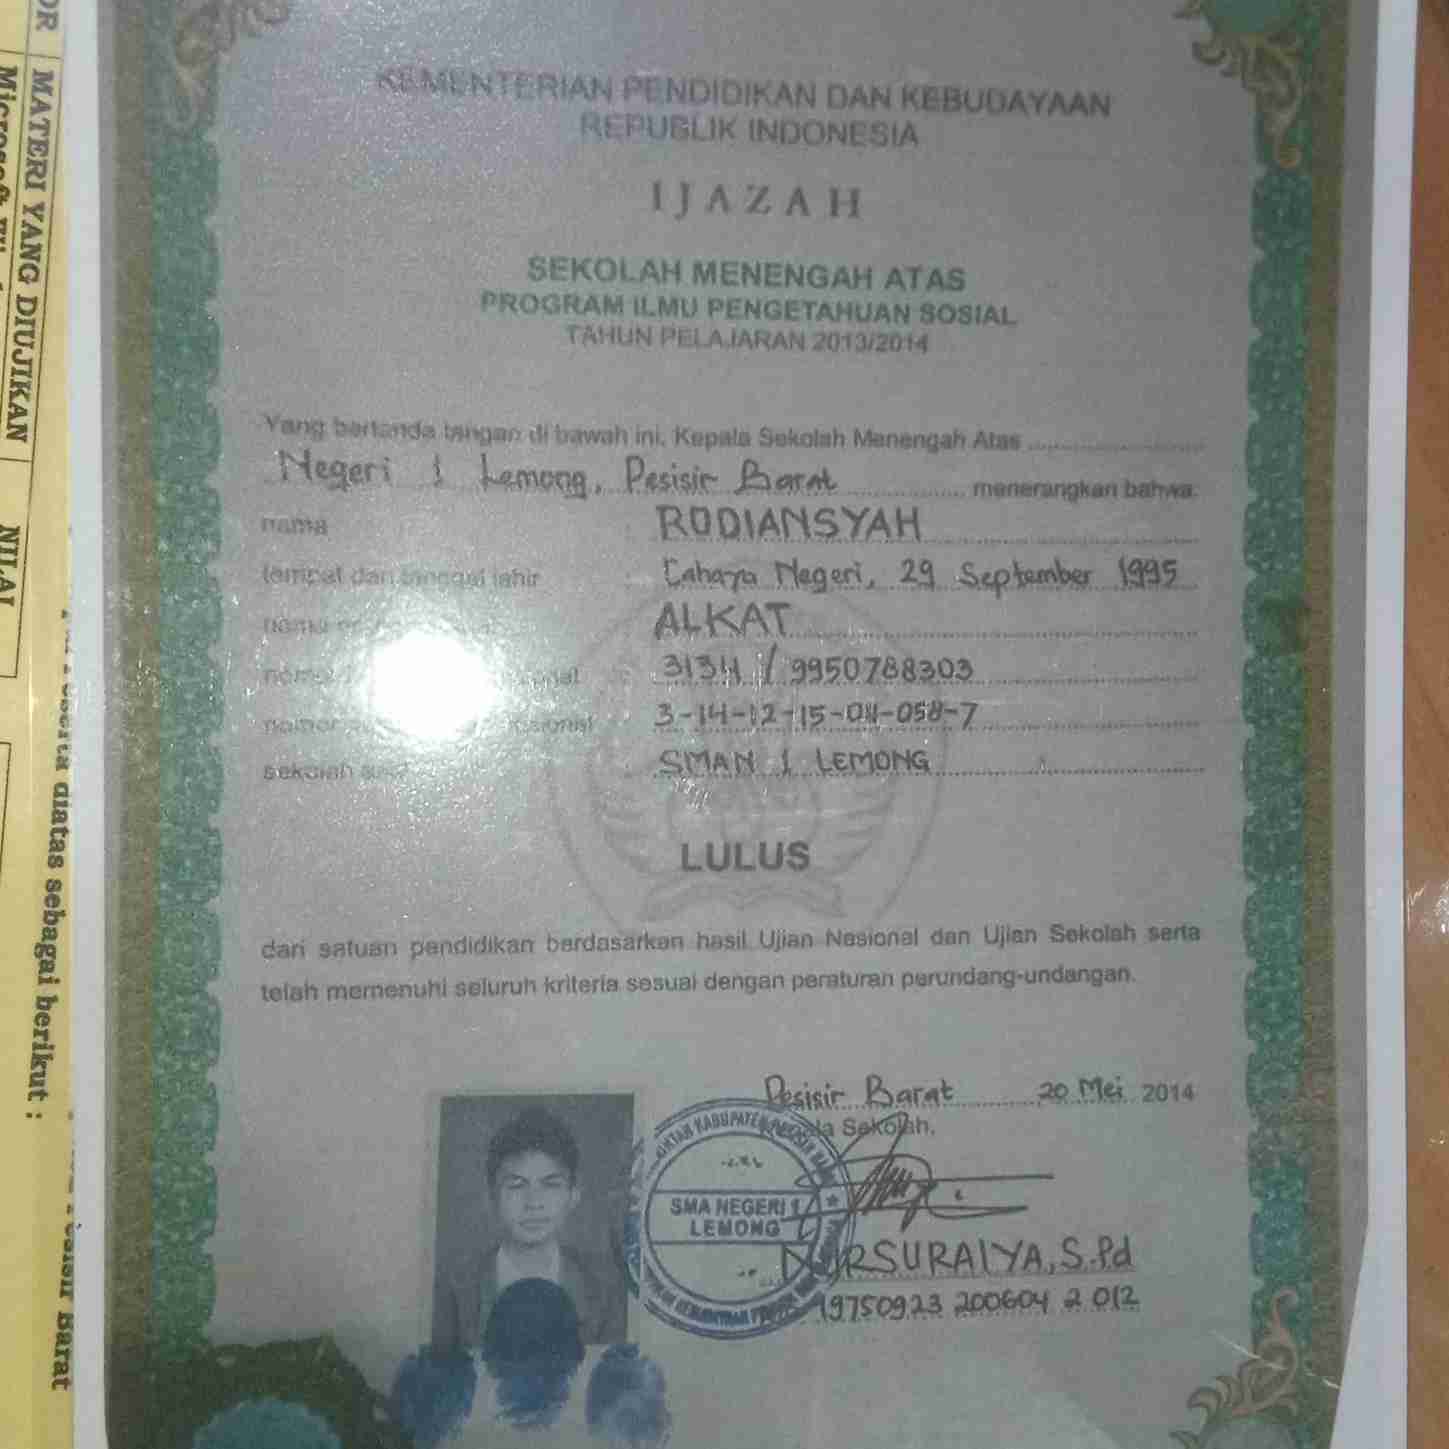 KEMENTERIAN PENDIDIKAN DAN KEBUDAYAAN
REPUBLIK INDONESIA
IJAZAH
SEKOLAH MENENGAH ATAS
PROGRAM ILMU PENGETAHUAN SOSIAL
TAHUN PELAJARAN 2013/2014
Yang bertanda tangan di bawah ini, Kepala Sekolah Menengah Atas
Negeri 1 Lemong, Pesisir Barat menerangkan bahwa:
nama : RODIANSYAH
tempat dan tanggal lahir : Cahaya Negeri, 29 September 1995
nama : ALKAT
nomor : 3134 / 9950788303
nomor : 3-14-12-15-04-058-7
sekolah : SMAN 1 LEMONG
LULUS
dari satuan pendidikan berdasarkan hasil Ujian Nasional dan Ujian Sekolah serta
telah memenuhi seluruh kriteria sesuai dengan peraturan perundang-undangan.
Pesisir Barat 20 Mei 2014
Sekolah,
SMA NEGERI 1
LEMONG
NURSURAIYA, S.Pd
19750923 200604 2 012
MATERI YANG DIUJIKAN
NILAI
diatas sebagai berikut :
Barat